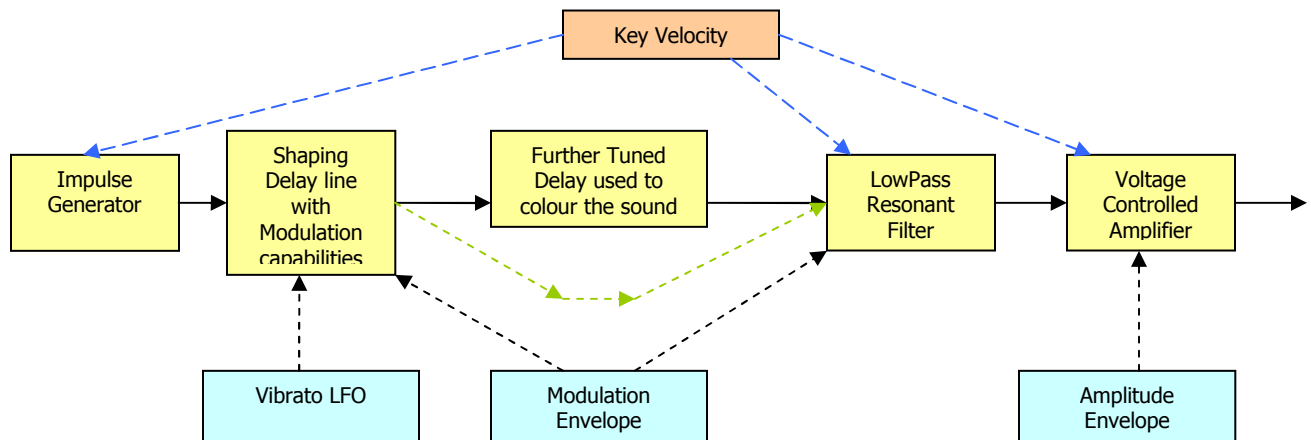 Key Velocity
Impulse
Generator
Shaping
Delay line
with
Modulation
capabilities
Further Tuned
Delay used to
colour the sound
LowPass
Resonant
Filter
Voltage
Controlled
Amplifier
Vibrato LFO
Modulation
Envelope
Amplitude
Envelope